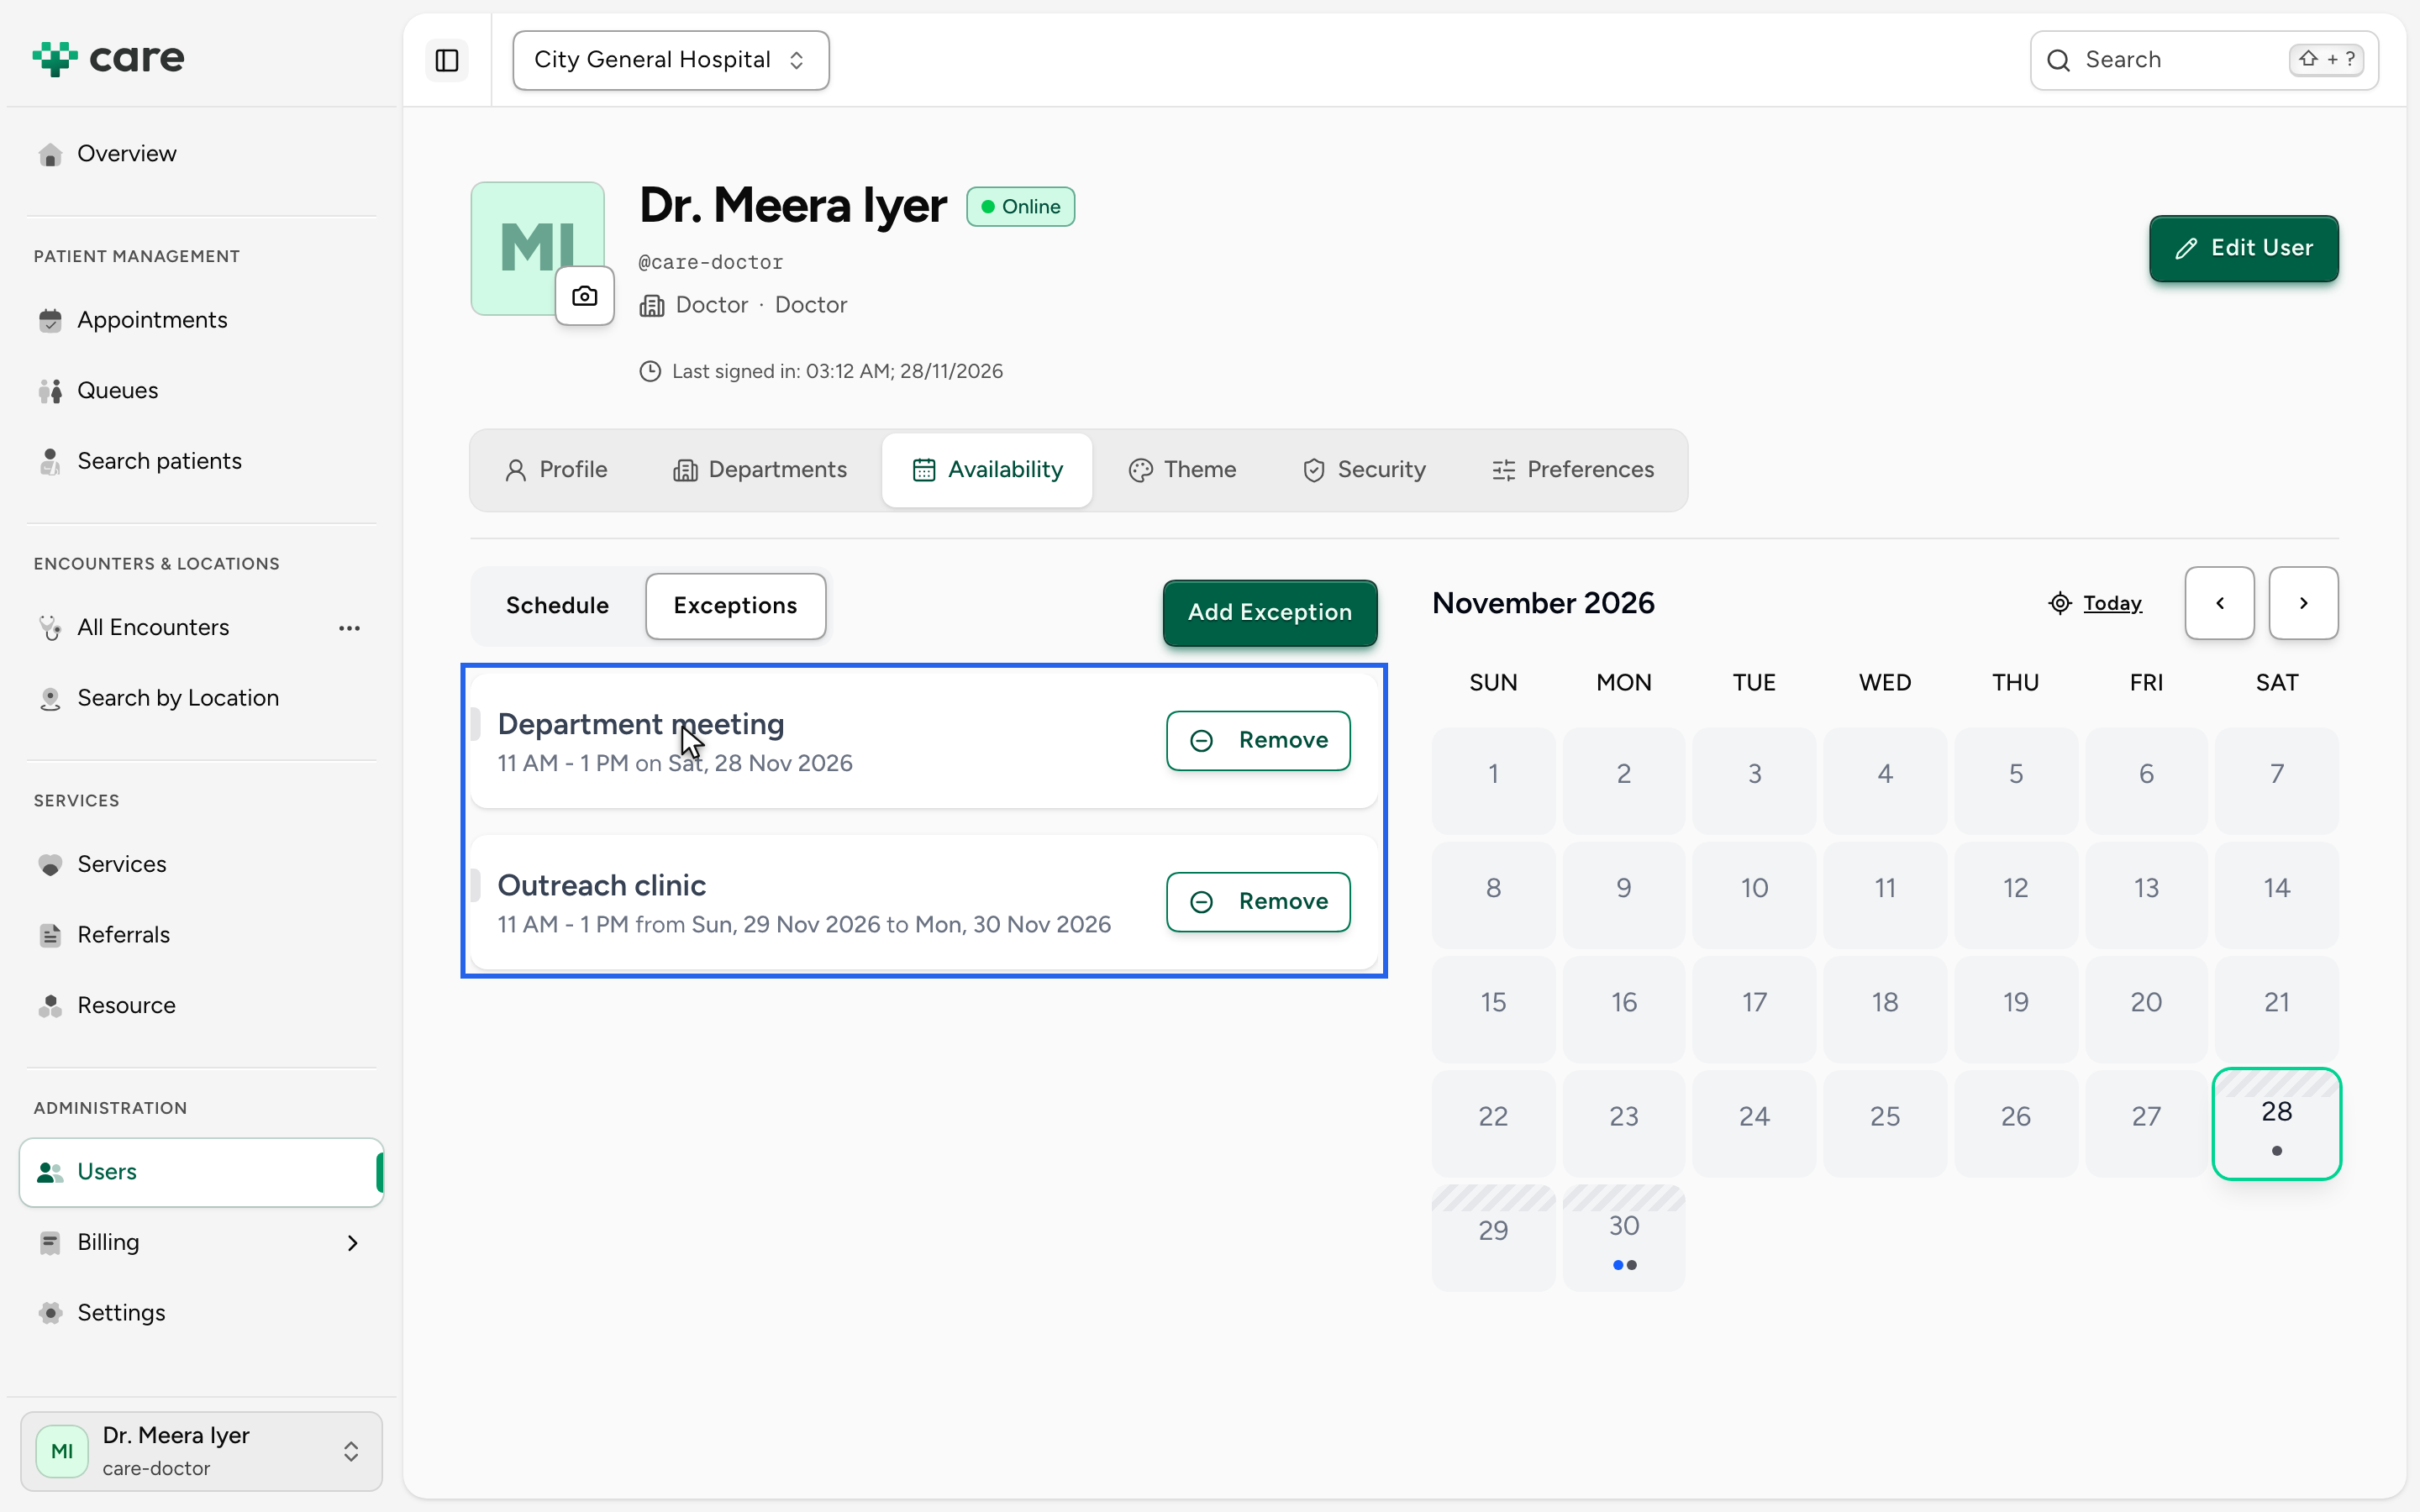 care
City General Hospital
Search
+ ?
Overview
PATIENT MANAGEMENT
Appointments
Queues
Search patients
ENCOUNTERS & LOCATIONS
All Encounters
Search by Location
SERVICES
Services
Referrals
Resource
ADMINISTRATION
Users
Billing
Settings
MI
Dr. Meera Iyer
care-doctor
MI
Dr. Meera Iyer
Online
@care-doctor
Doctor · Doctor
Last signed in: 03:12 AM; 28/11/2026
Edit User
Profile
Departments
Availability
Theme
Security
Preferences
Schedule
Exceptions
Add Exception
Department meeting
11 AM - 1 PM on Sat, 28 Nov 2026
Remove
Outreach clinic
11 AM - 1 PM from Sun, 29 Nov 2026 to Mon, 30 Nov 2026
Remove
November 2026
Today
SUN MON TUE WED THU FRI SAT
1 2 3 4 5 6 7
8 9 10 11 12 13 14
15 16 17 18 19 20 21
22 23 24 25 26 27 28
29 30